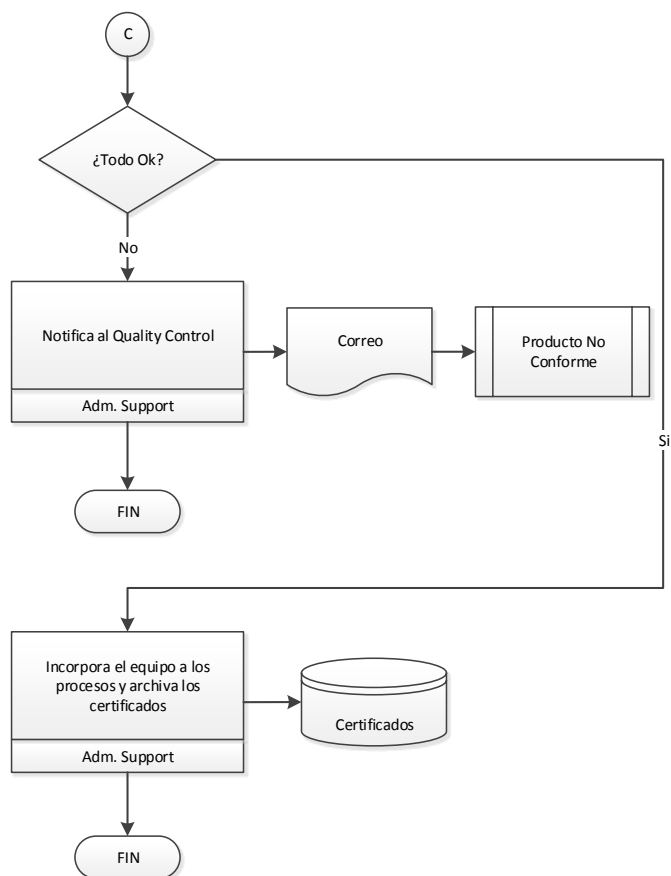 C
¿Todo Ok?
No
Notifica al Quality Control
Adm. Support
Correo
Producto No
Conforme
Si
FIN
Incorpora el equipo a los
procesos y archiva los
certificados
Adm. Support
Certificados
FIN